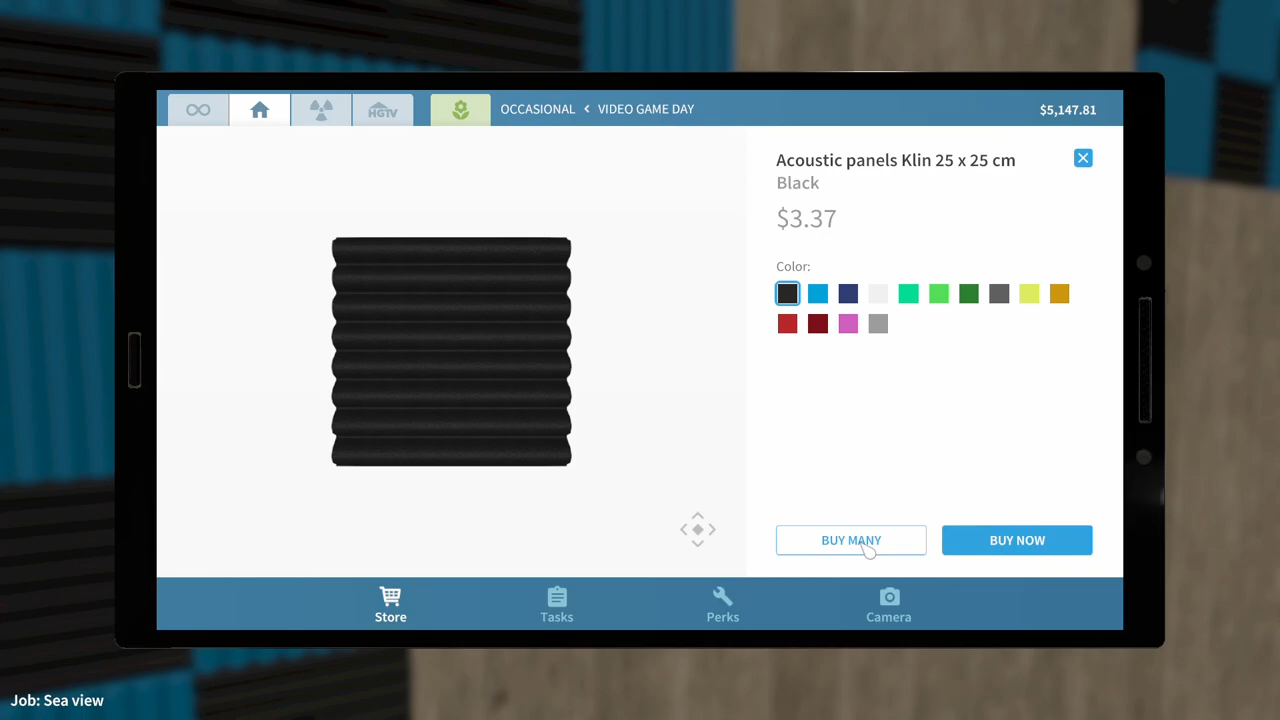 HGTV
OCCASIONAL < VIDEO GAME DAY
$5,147.81
Acoustic panels Klin 25 x 25 cm
Black
$3.37
Color:
BUY MANY
BUY NOW
Store
Tasks
Perks
Camera
Job: Sea view